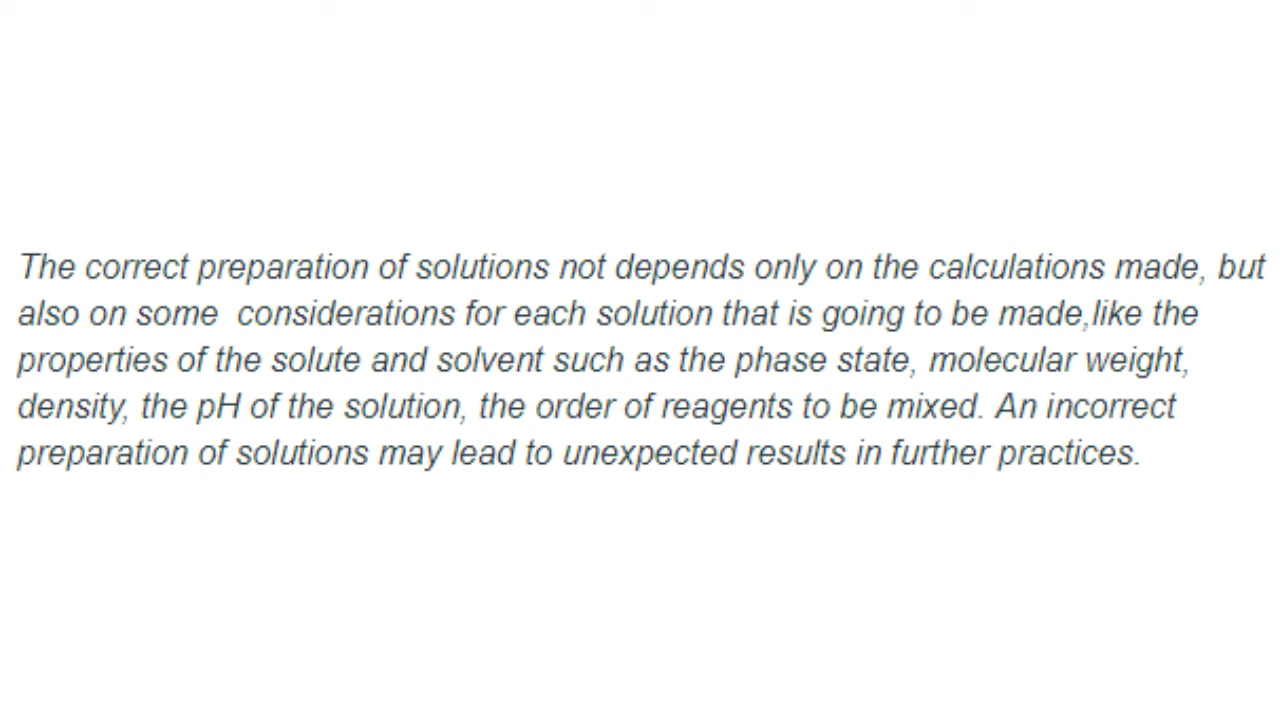 The correct preparation of solutions not depends only on the calculations made, but
also on some  considerations for each solution that is going to be made,like the
properties of the solute and solvent such as the phase state, molecular weight,
density, the pH of the solution, the order of reagents to be mixed. An incorrect
preparation of solutions may lead to unexpected results in further practices.